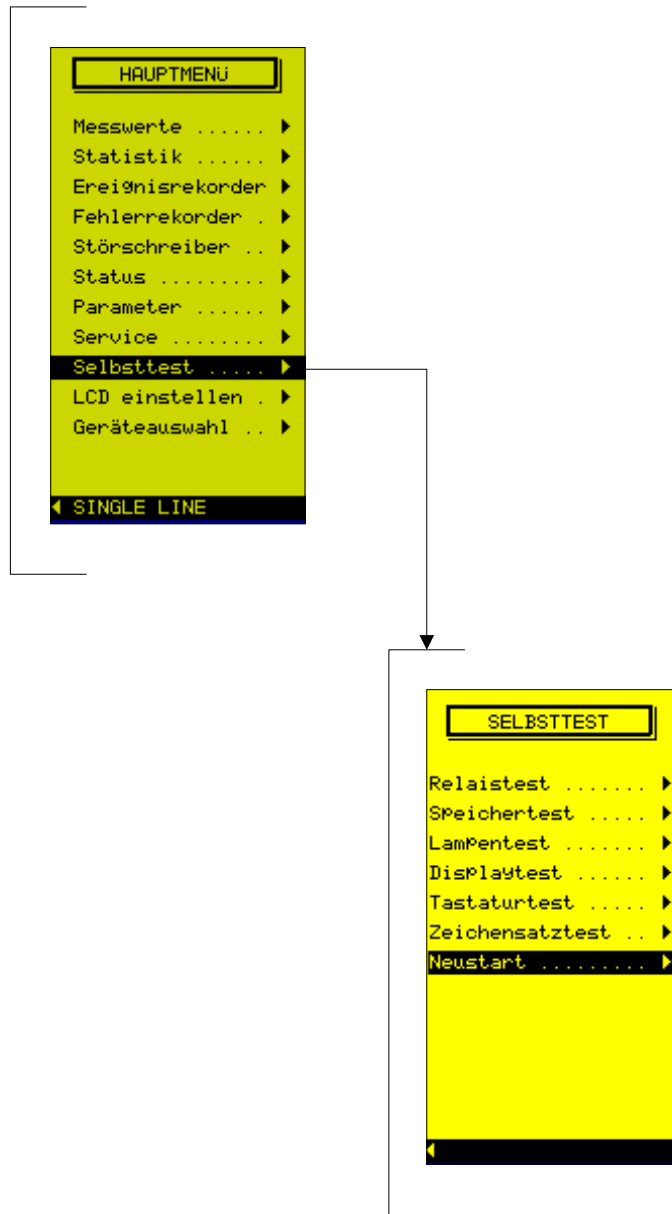 HAUPTMENü
Messwerte ......
Statistik ......
Ereignisrekorder
Fehlerrekorder .
Störschreiber ..
Status .........
Parameter ......
Service ........
Selbsttest .....
LCD einstellen .
Geräteauswahl ..
SINGLE LINE
SELBSTTEST
Relaistest .......
Speichertest .....
Lampentest .......
Displaytest ......
Tastaturtest .....
Zeichensatztest ..
Neustart .........